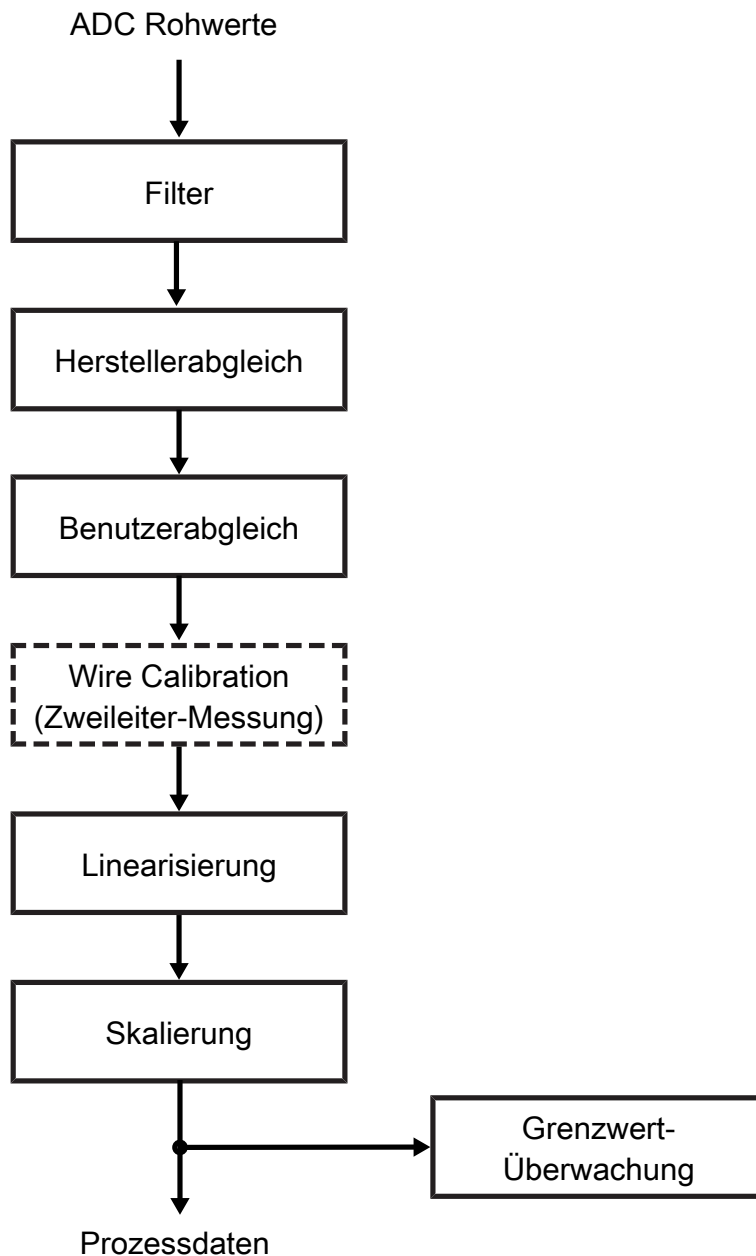 ADC Rohwerte
Filter
Herstellerabgleich
Benutzerabgleich
Wire Calibration
(Zweileiter-Messung)
Linearisierung
Skalierung
Grenzwert-
Überwachung
Prozessdaten